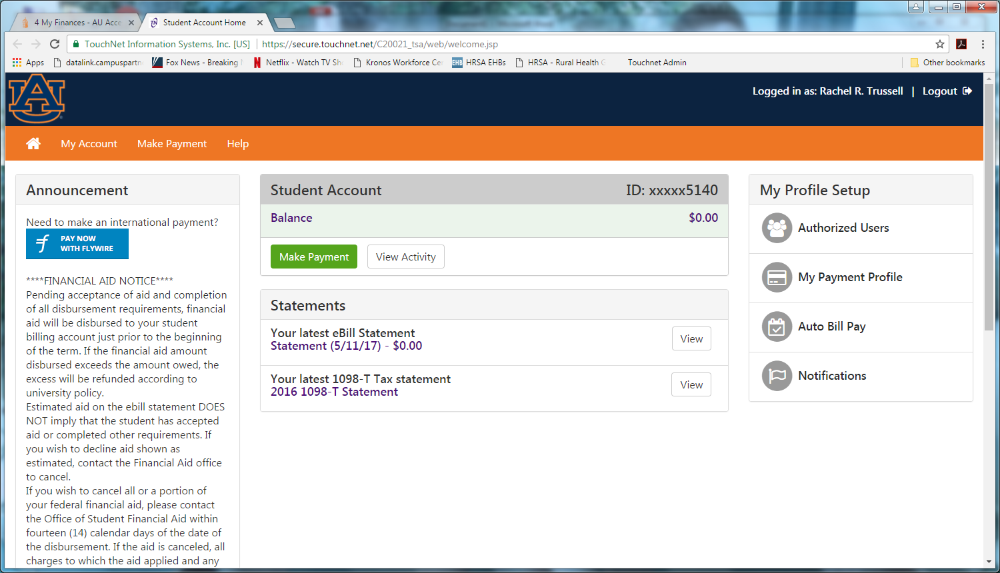 4 My Finances - AU Acce
Student Account Home
TouchNet Information Systems, Inc. [US]
https://secure.touchnet.net/C20021_tsa/web/welcome.jsp
Apps
datalink.campuspartn
Fox News - Breaking
Netflix - Watch TV Sh
Kronos Workforce Ce
EHB HRSA EHBs
HRSA - Rural Health
Touchnet Admin
Other bookmarks
AU
Logged in as: Rachel R. Trussell | Logout
My Account
Make Payment
Help
Announcement
Need to make an international payment?
PAY NOW
WITH FLYWIRE
****FINANCIAL AID NOTICE****
Pending acceptance of aid and completion
of all disbursement requirements, financial
aid will be disbursed to your student
billing account just prior to the beginning
of the term. If the financial aid amount
disbursed exceeds the amount owed, the
excess will be refunded according to
university policy.
Estimated aid on the ebill statement DOES
NOT imply that the student has accepted
aid or completed other requirements. If
you wish to decline aid shown as
estimated, contact the Financial Aid office
to cancel.
If you wish to cancel all or a portion of
your federal financial aid, please contact
the Office of Student Financial Aid within
fourteen (14) calendar days of the date of
the disbursement. If the aid is canceled, all
charges to which the aid applied and any
Student Account
ID: xxxxx5140
Balance
$0.00
Make Payment
View Activity
Statements
Your latest eBill Statement
Statement (5/11/17) - $0.00
View
Your latest 1098-T Tax statement
2016 1098-T Statement
View
My Profile Setup
Authorized Users
My Payment Profile
Auto Bill Pay
Notifications